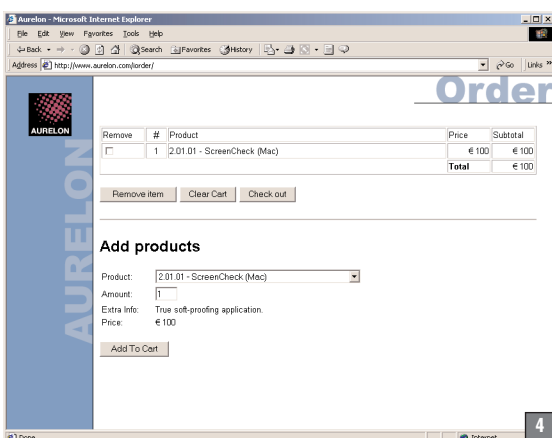 Aurelon - Microsoft Internet Explorer
File Edit View Favorites Tools Help
Back Search Favorites History
Address http://www.aurelon.com/iorder/ Go Links »
Order
AURELON
AURELON
Remove # Product Price Subtotal
1 2.01.01 - ScreenCheck (Mac) € 100 € 100
Total € 100
Remove item Clear Cart Check out
Add products
Product: 2.01.01 - ScreenCheck (Mac)
Amount: 1
Extra Info: True soft-proofing application.
Price: € 100
Add To Cart
4
Done Internet